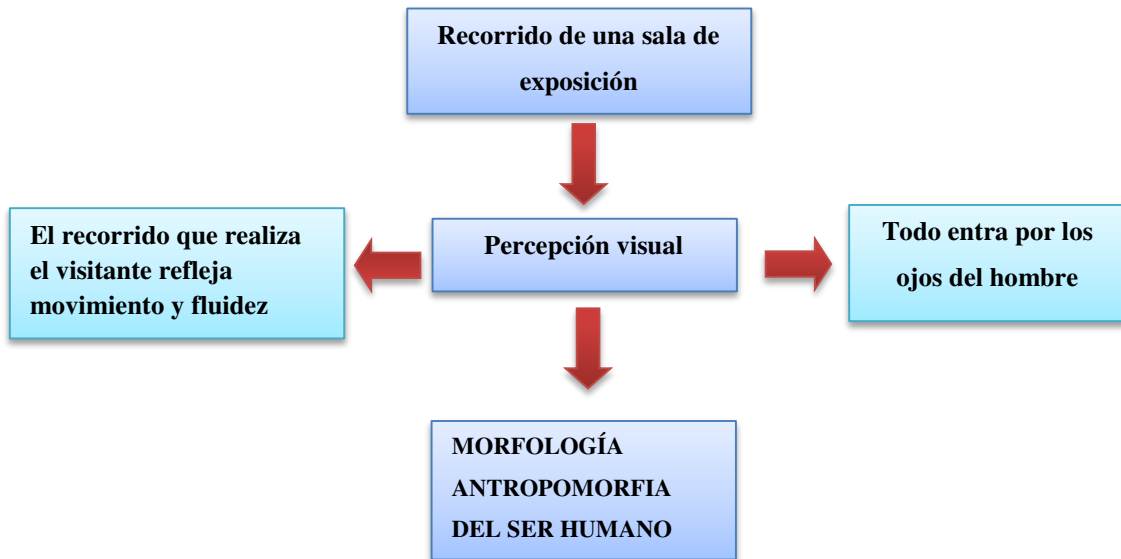 Recorrido de una sala de
exposición
El recorrido que realiza
el visitante refleja
movimiento y fluidez
Percepción visual
Todo entra por los
ojos del hombre
MORFOLOGÍA
ANTROPOMORFIA
DEL SER HUMANO